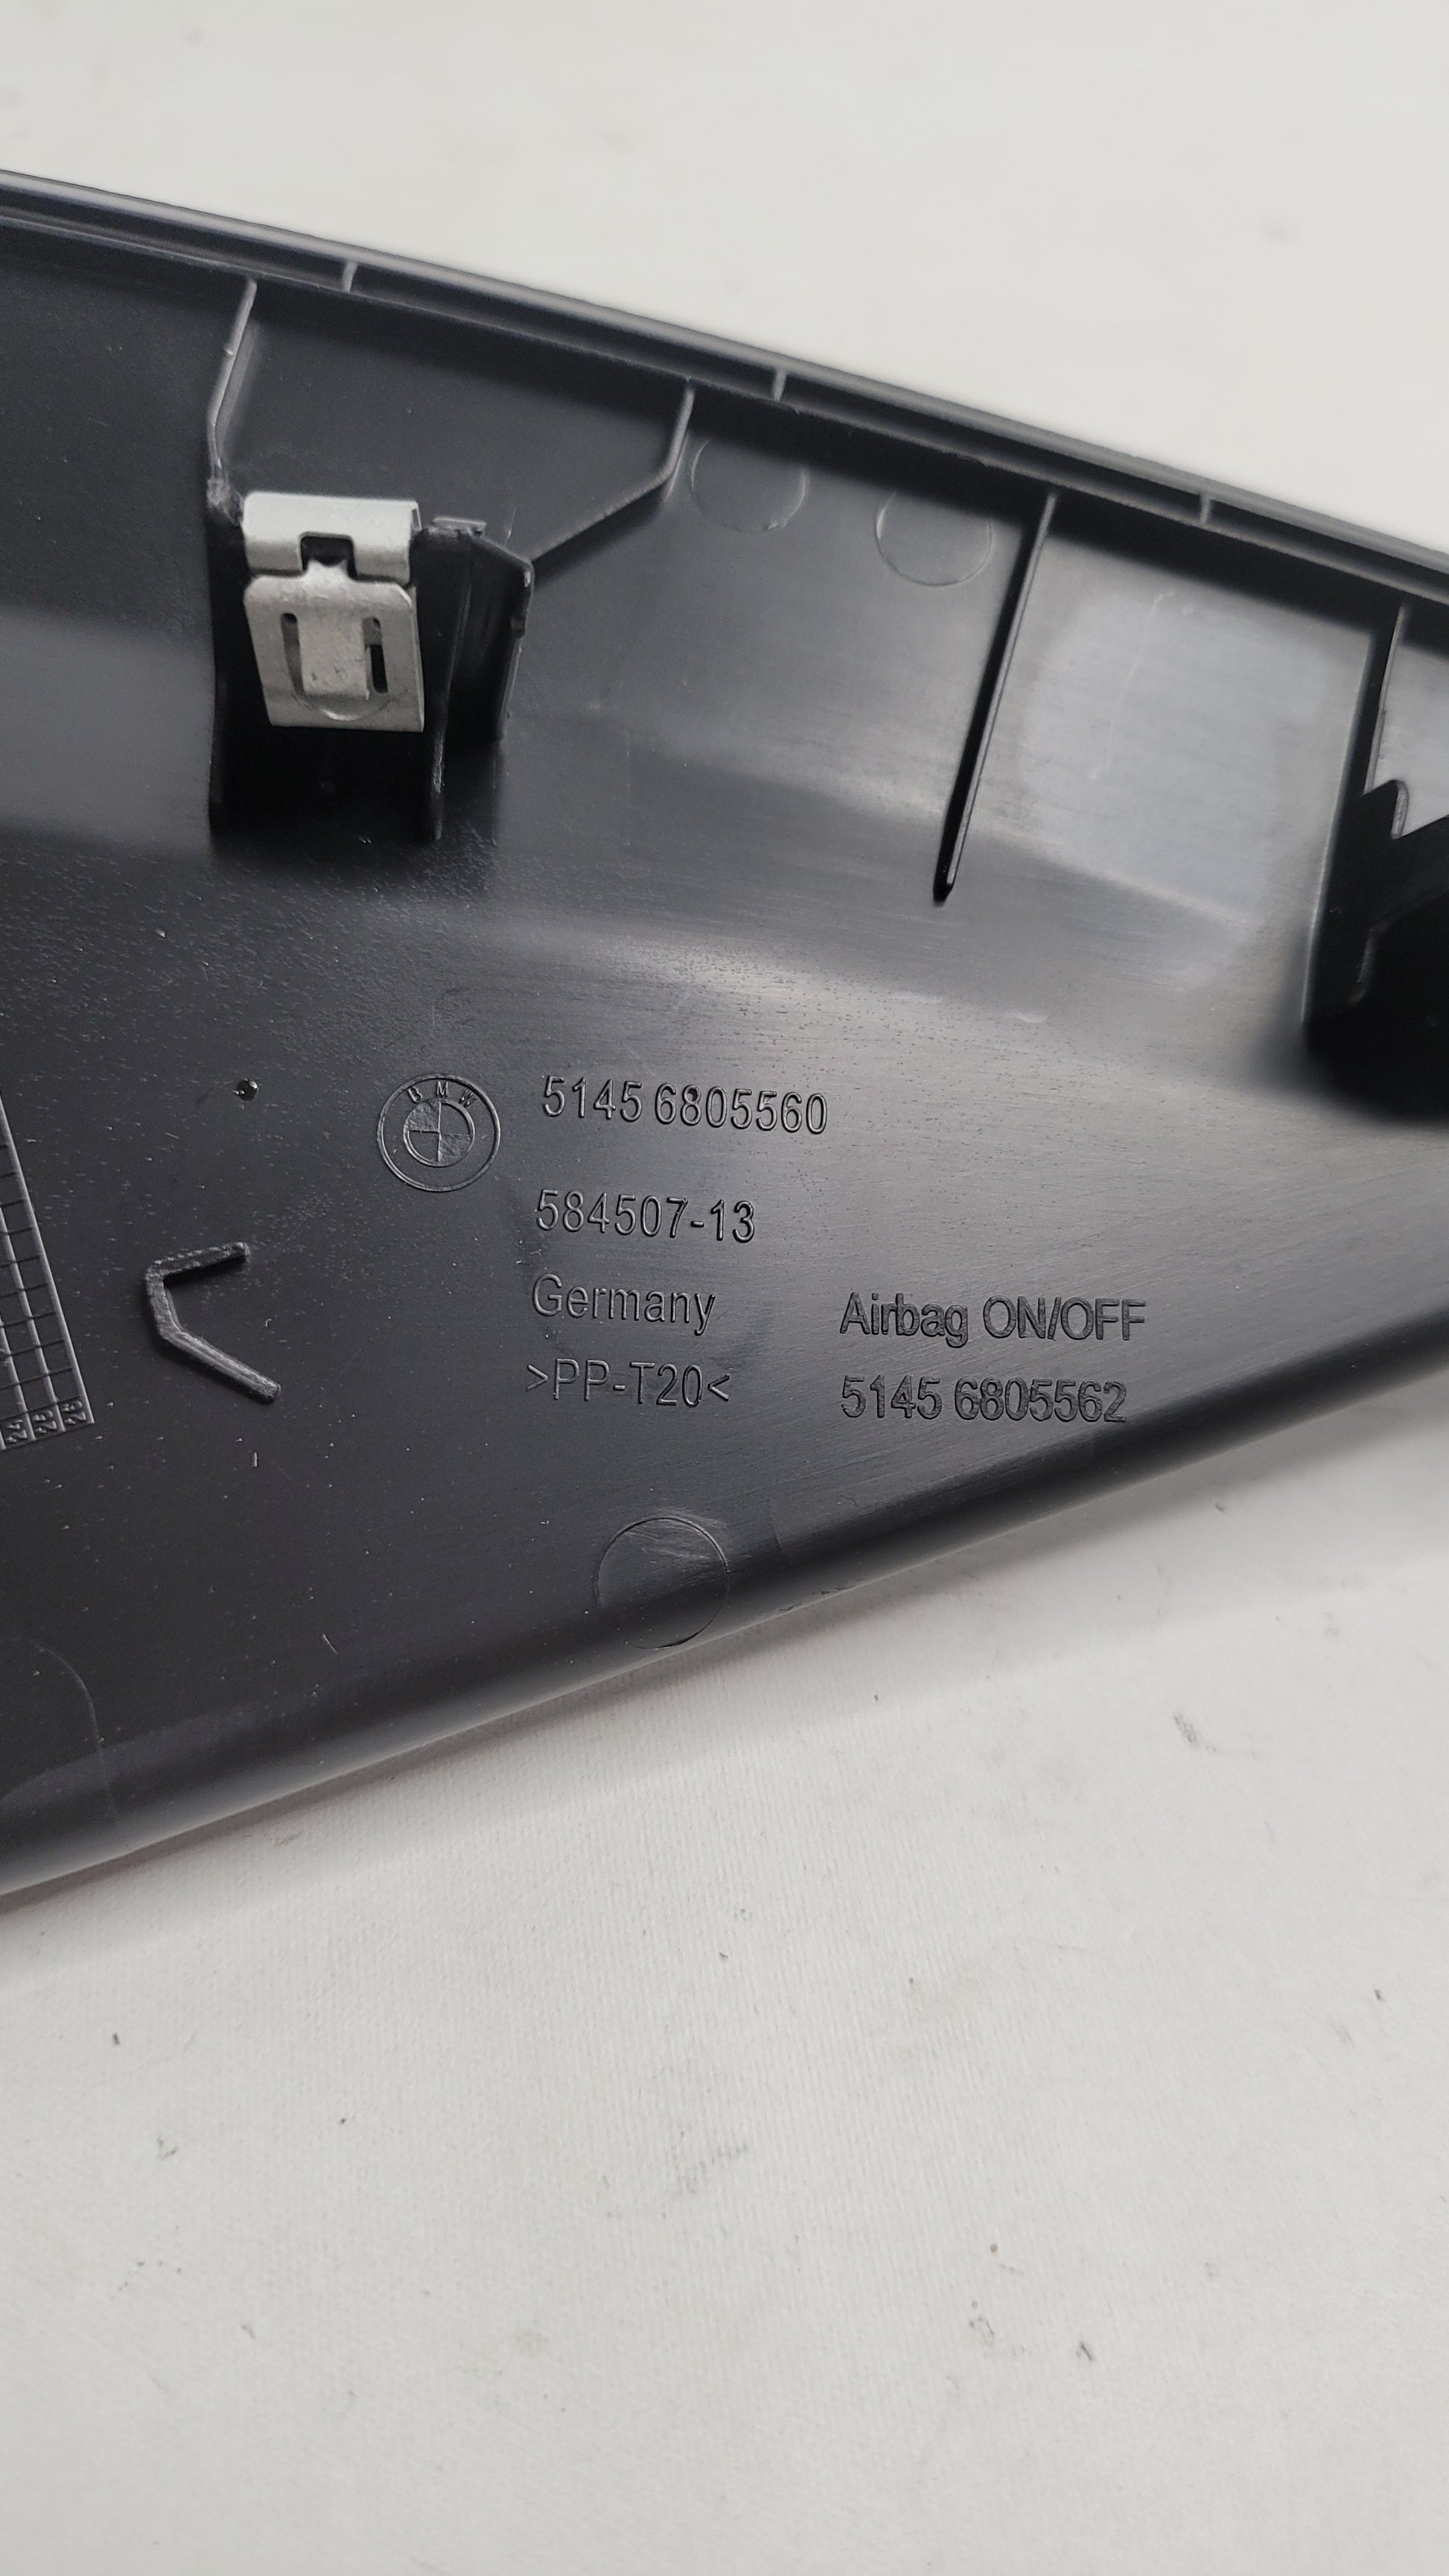 BMW
5145 6805560
584507-13
Germany
>PP-T20<
Airbag ON/OFF
5145 6805562